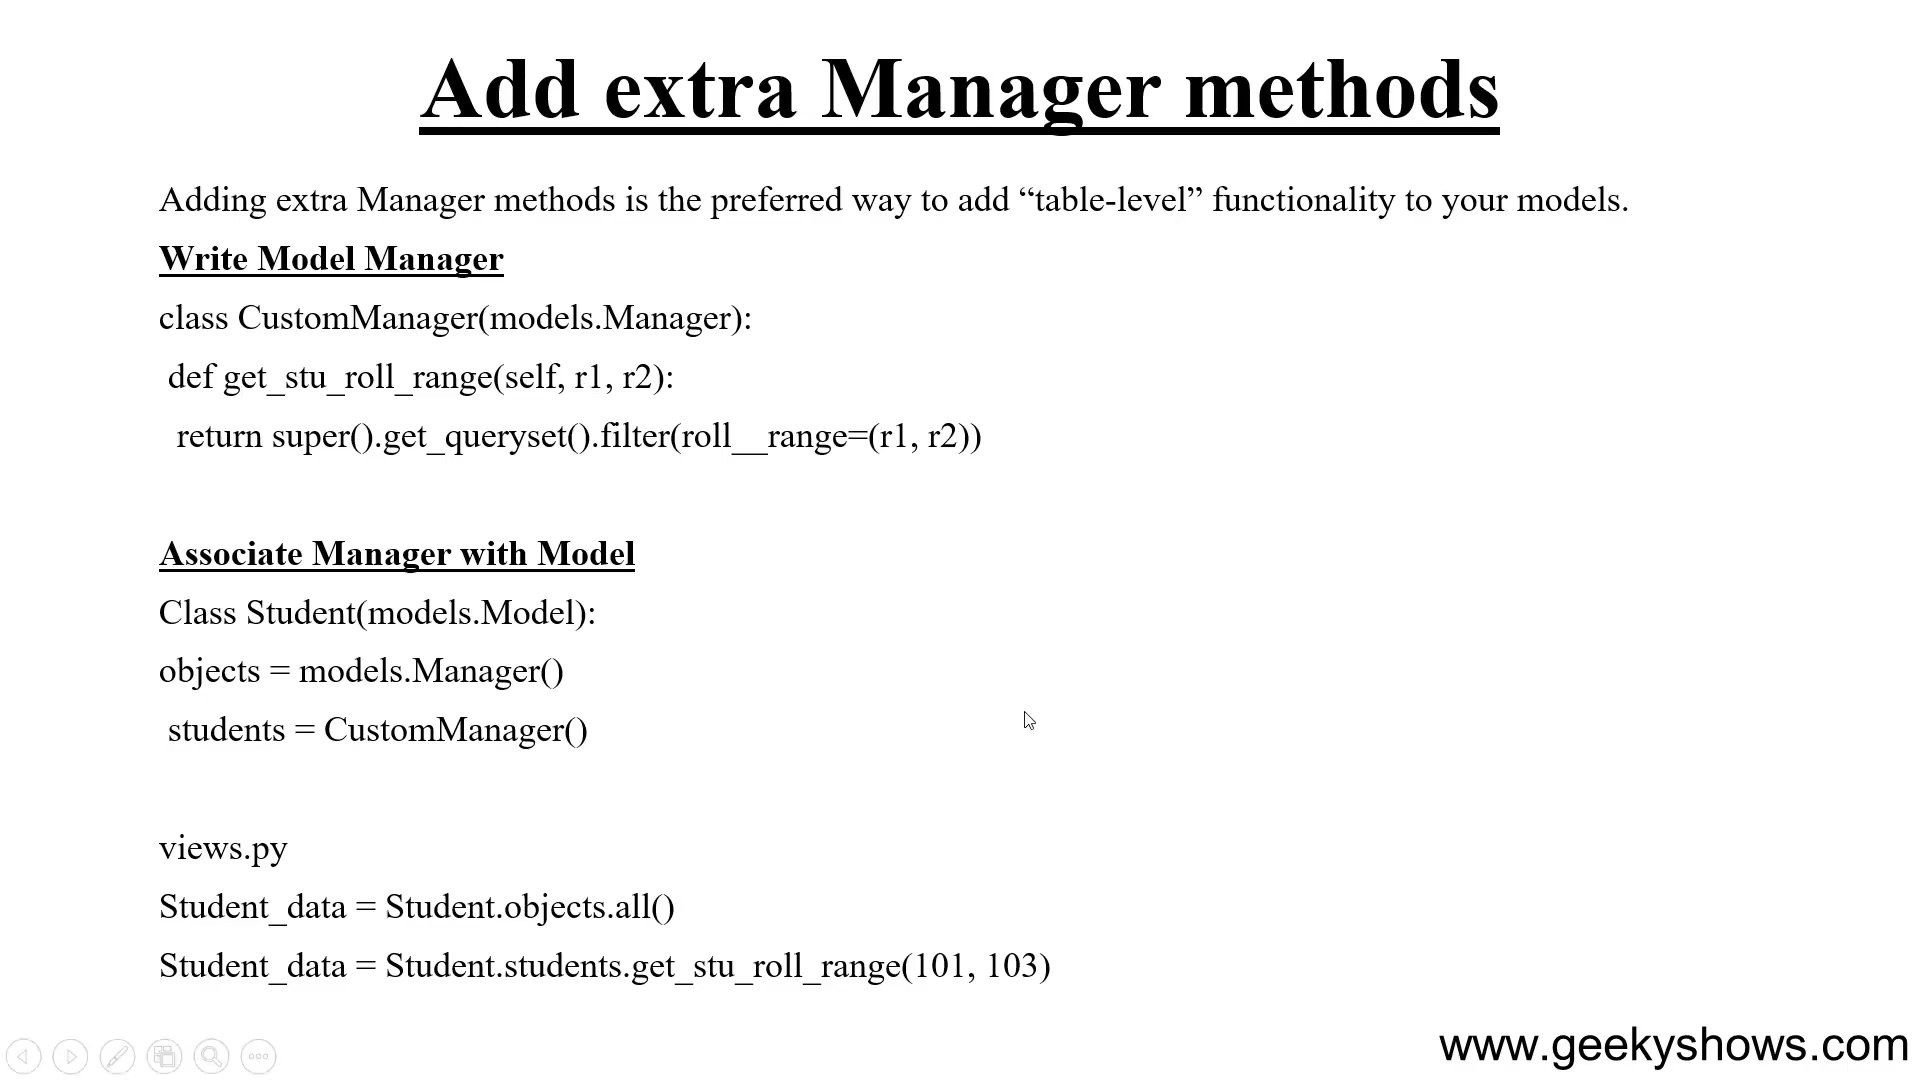 Add extra Manager methods
Adding extra Manager methods is the preferred way to add “table-level” functionality to your models.
Write Model Manager
class CustomManager(models.Manager):
 def get_stu_roll_range(self, r1, r2):
  return super().get_queryset().filter(roll__range=(r1, r2))
Associate Manager with Model
Class Student(models.Model):
objects = models.Manager()
 students = CustomManager()
views.py
Student_data = Student.objects.all()
Student_data = Student.students.get_stu_roll_range(101, 103)
www.geekyshows.com